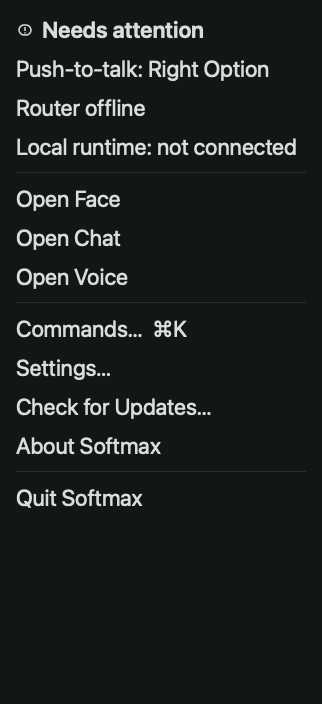 Needs attention
Push-to-talk: Right Option
Router offline
Local runtime: not connected
Open Face
Open Chat
Open Voice
Commands... ⌘K
Settings...
Check for Updates...
About Softmax
Quit Softmax